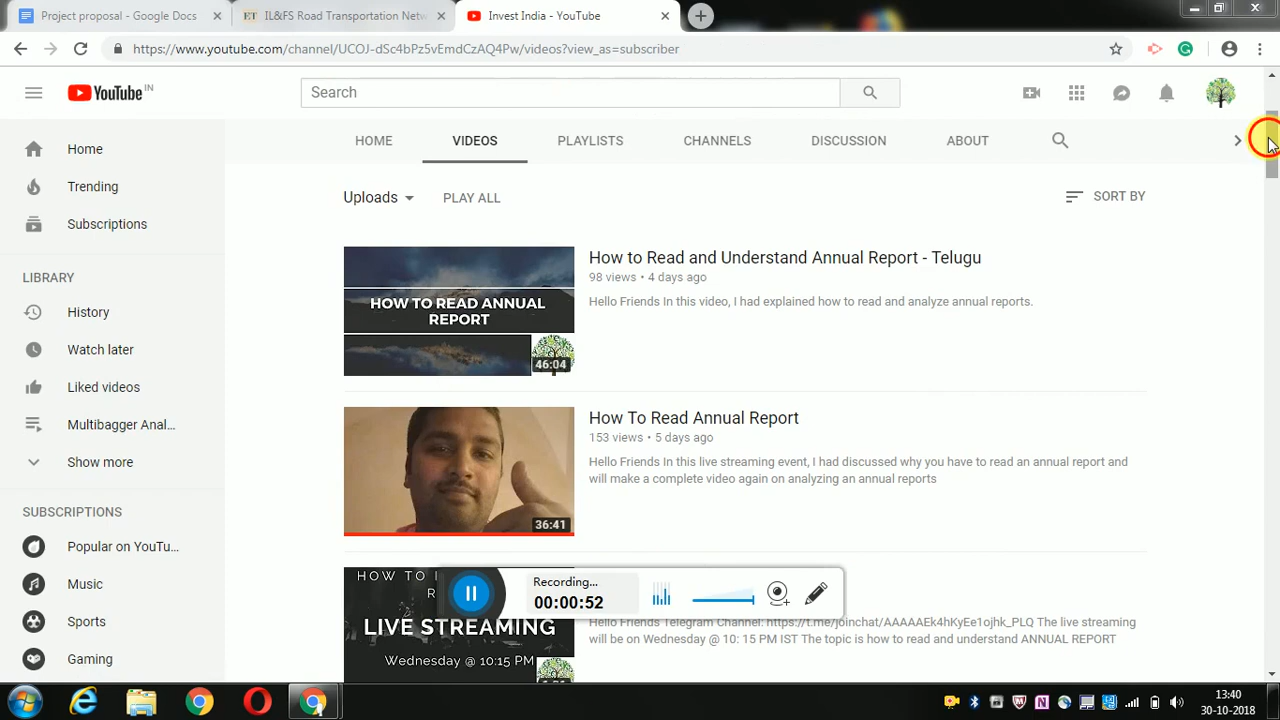 Project proposal - Google Docs
ET IL&FS Road Transportation Netw
Invest India - YouTube
https://www.youtube.com/channel/UCOJ-dSc4bPz5vEmdCzAQ4Pw/videos?view_as=subscriber
YouTube IN
Search
HOME VIDEOS PLAYLISTS CHANNELS DISCUSSION ABOUT
Home
Trending
Subscriptions
LIBRARY
History
Watch later
Liked videos
Multibagger Anal...
Show more
SUBSCRIPTIONS
Popular on YouTu...
Music
Sports
Gaming
Uploads PLAY ALL SORT BY
HOW TO READ ANNUAL
REPORT
46:04
How to Read and Understand Annual Report - Telugu
98 views • 4 days ago
Hello Friends In this video, I had explained how to read and analyze annual reports.
36:41
How To Read Annual Report
153 views • 5 days ago
Hello Friends In this live streaming event, I had discussed why you have to read an annual report and
will make a complete video again on analyzing an annual reports
HOW TO
R
LIVE STREAMING
Wednesday @ 10:15 PM
Hello Friends Telegram Channel: https://t.me/joinchat/AAAAAEk4hKyEe1ojhk_PLQ The live streaming
will be on Wednesday @ 10: 15 PM IST The topic is how to read and understand ANNUAL REPORT
Recording...
00:00:52
13:40
30-10-2018